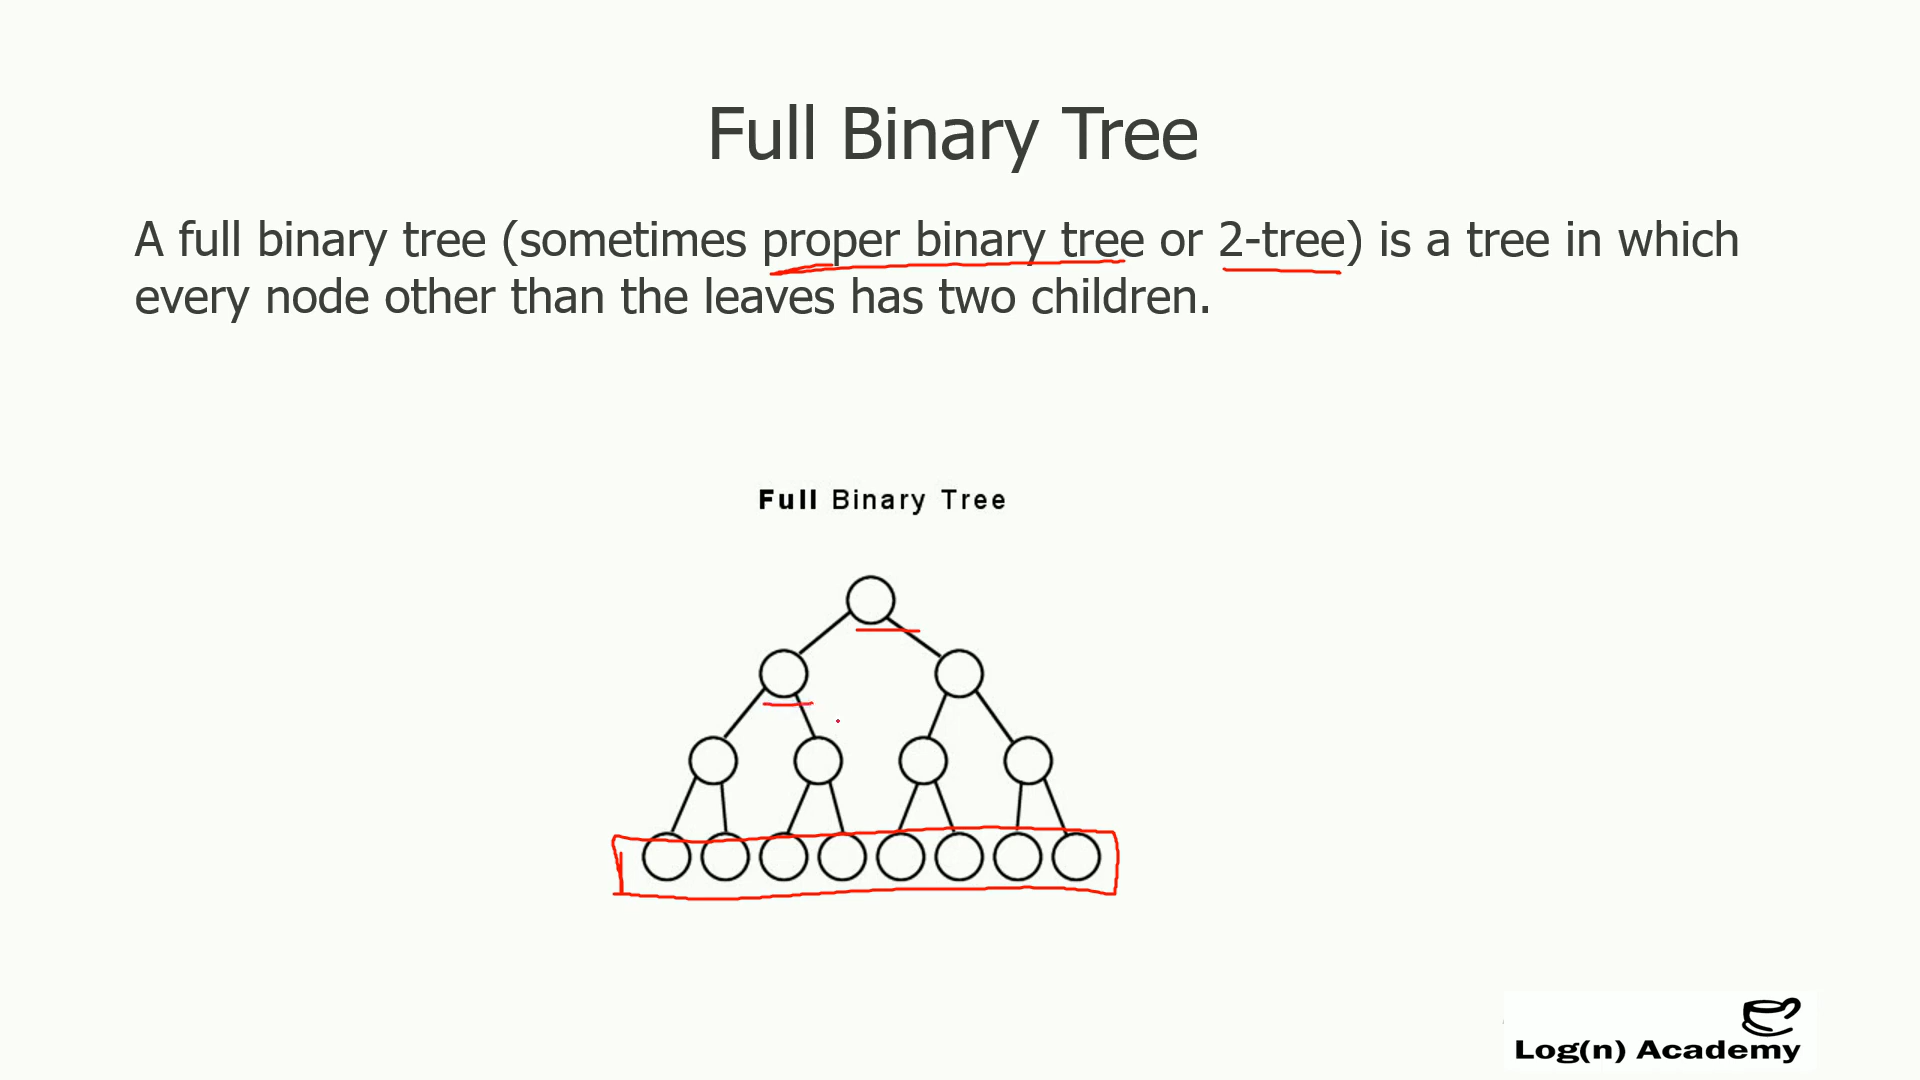 Full Binary Tree
A full binary tree (sometimes proper binary tree or 2-tree) is a tree in which
every node other than the leaves has two children.
Full Binary Tree
Log(n) Academy